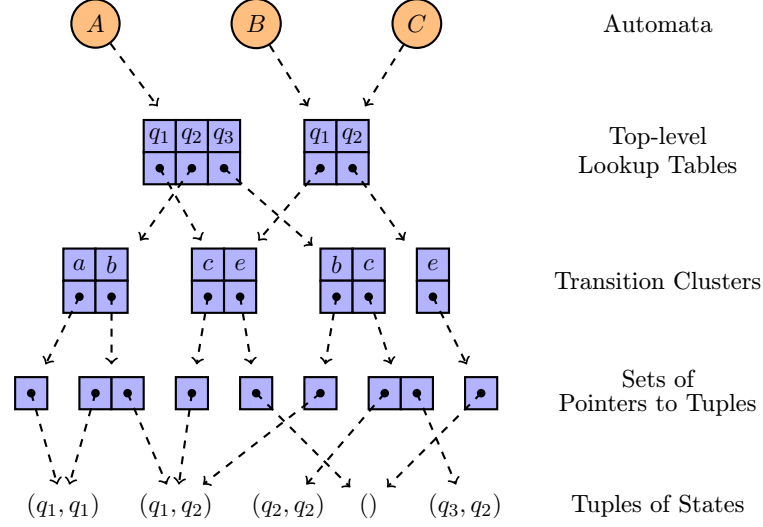 A B C Automata
q₁ q₂ q₃ q₁ q₂ Top-level
Lookup Tables
a b c e b c e Transition Clusters
Sets of
Pointers to Tuples
(q₁, q₁) (q₁, q₂) (q₂, q₂) () (q₃, q₂) Tuples of States